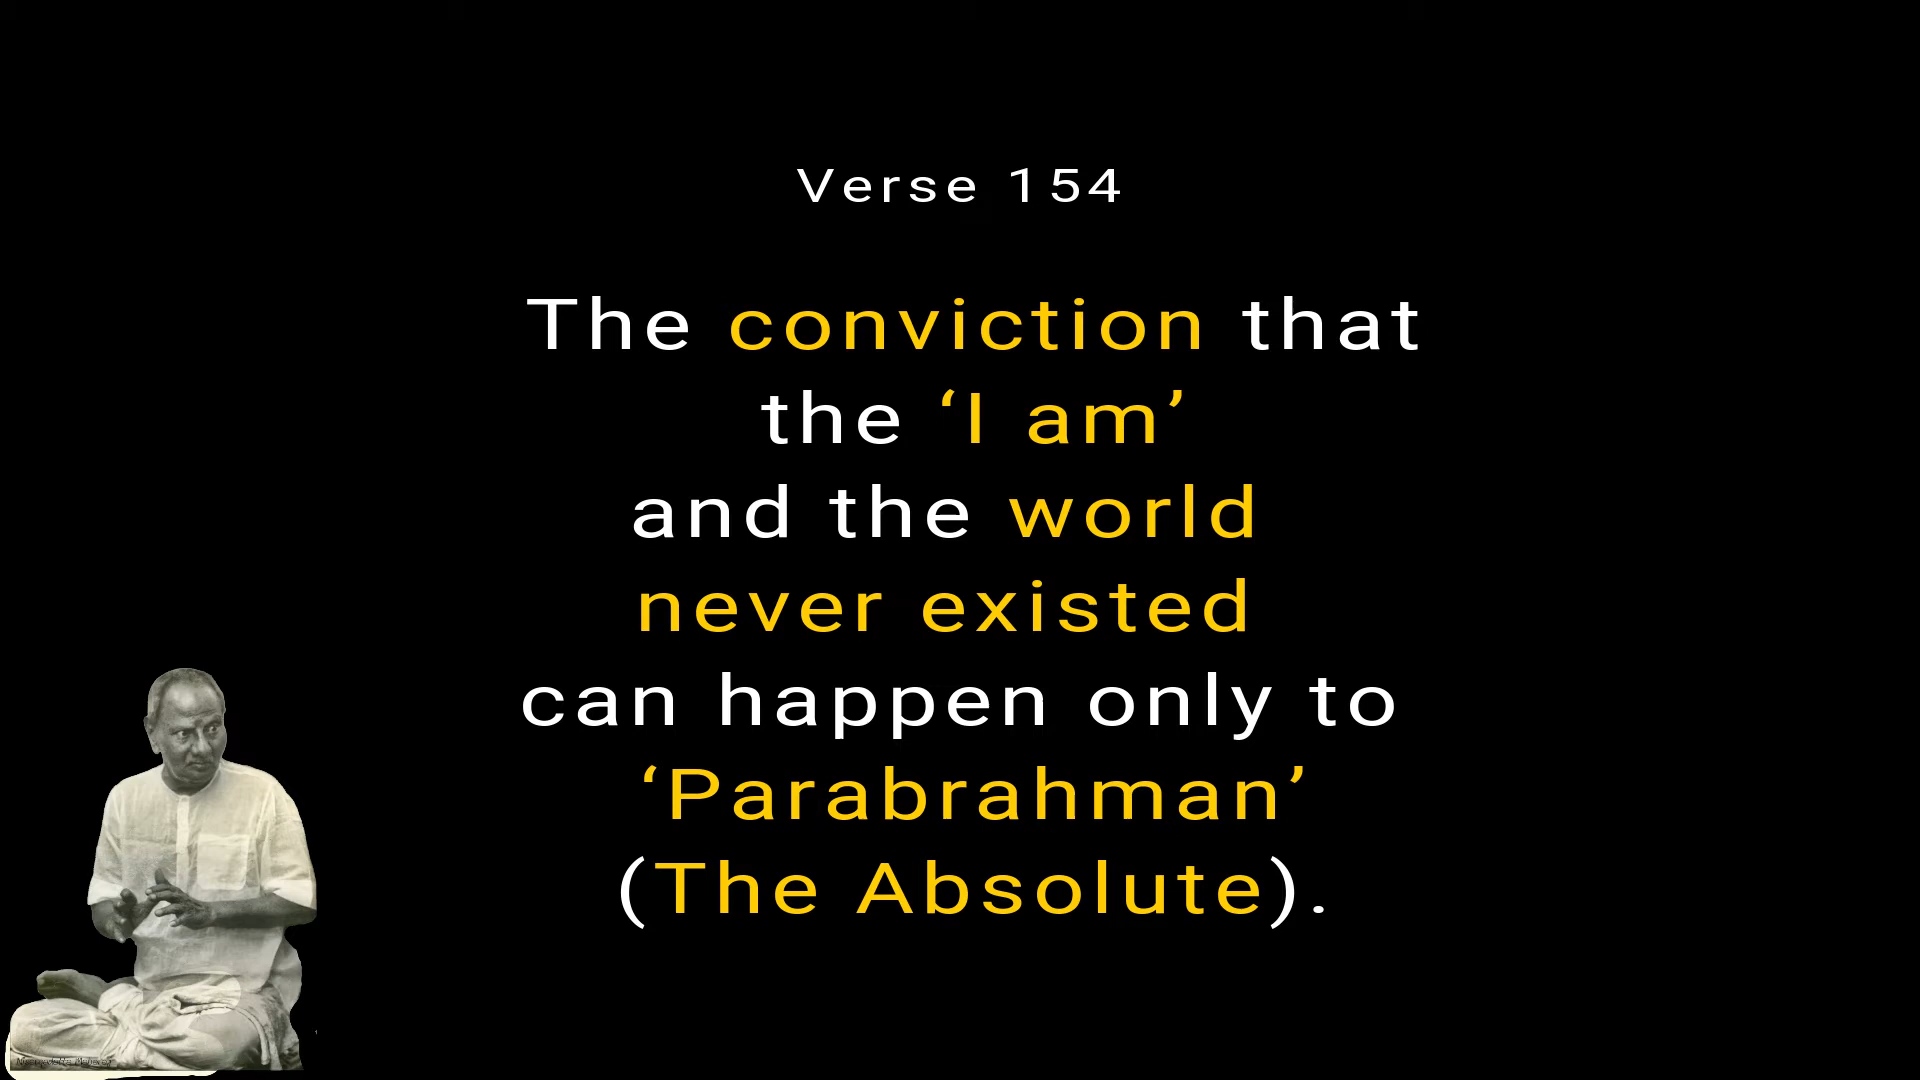 Verse 154
The conviction that
the ‘I am’
and the world
never existed
can happen only to
‘Parabrahman’
(The Absolute).